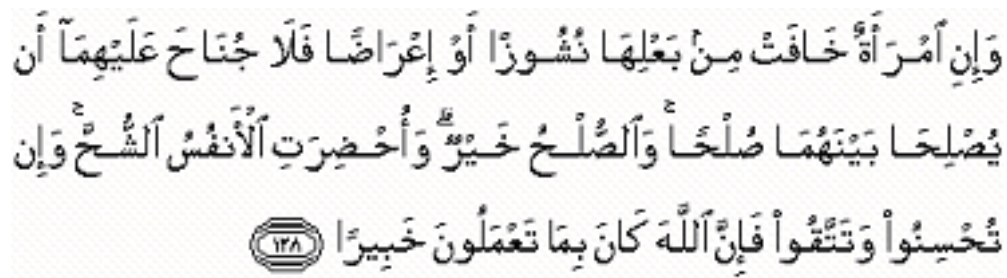 وَإِنِ ٱمۡرَأَةٌ خَافَتۡ مِنۢ بَعۡلِهَا نُشُوزًا أَوۡ إِعۡرَاضٗا فَلَا جُنَاحَ عَلَيۡهِمَآ أَن
يُصۡلِحَا بَيۡنَهُمَا صُلۡحٗاۚ وَٱلصُّلۡحُ خَيۡرٞۗ وَأُحۡضِرَتِ ٱلۡأَنفُسُ ٱلشُّحَّۚ وَإِن
تُحۡسِنُواْ وَتَتَّقُواْ فَإِنَّ ٱللَّهَ كَانَ بِمَا تَعۡمَلُونَ خَبِيرٗا ١٢٨